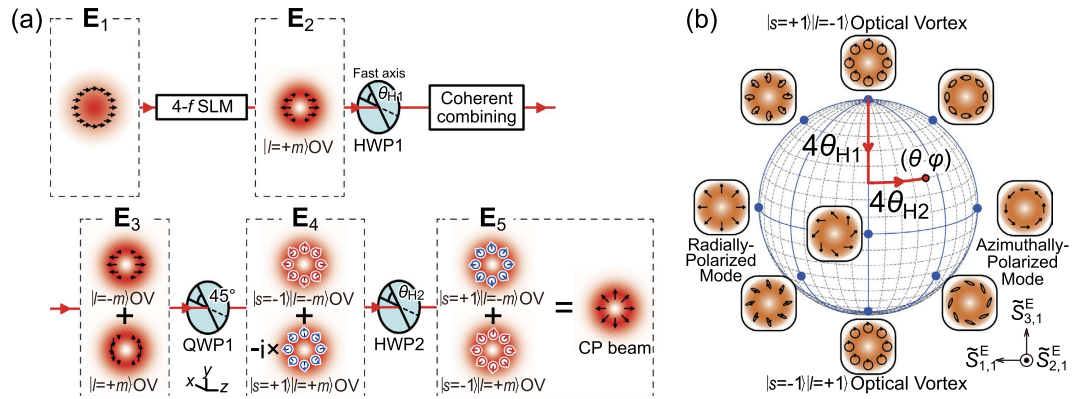 (a)
E1
E2
4-f SLM
|l=+m⟩OV
Fast axis
θH1
HWP1
Coherent
combining
E3
E4
E5
|l=-m⟩OV
+
|l=+m⟩OV
45°
QWP1
x y z
|s=-1⟩|l=-m⟩OV
+
-i×
|s=+1⟩|l=+m⟩OV
θH2
HWP2
|s=+1⟩|l=-m⟩OV
+
|s=-1⟩|l=+m⟩OV
=
CP beam
(b)
|s=+1⟩|l=-1⟩Optical Vortex
4θH1
(θ φ)
4θH2
Radially-
Polarized
Mode
Azimuthally-
Polarized
Mode
|s=-1⟩|l=+1⟩ Optical Vortex
S̃ᴱ3,1
S̃ᴱ1,1
S̃ᴱ2,1